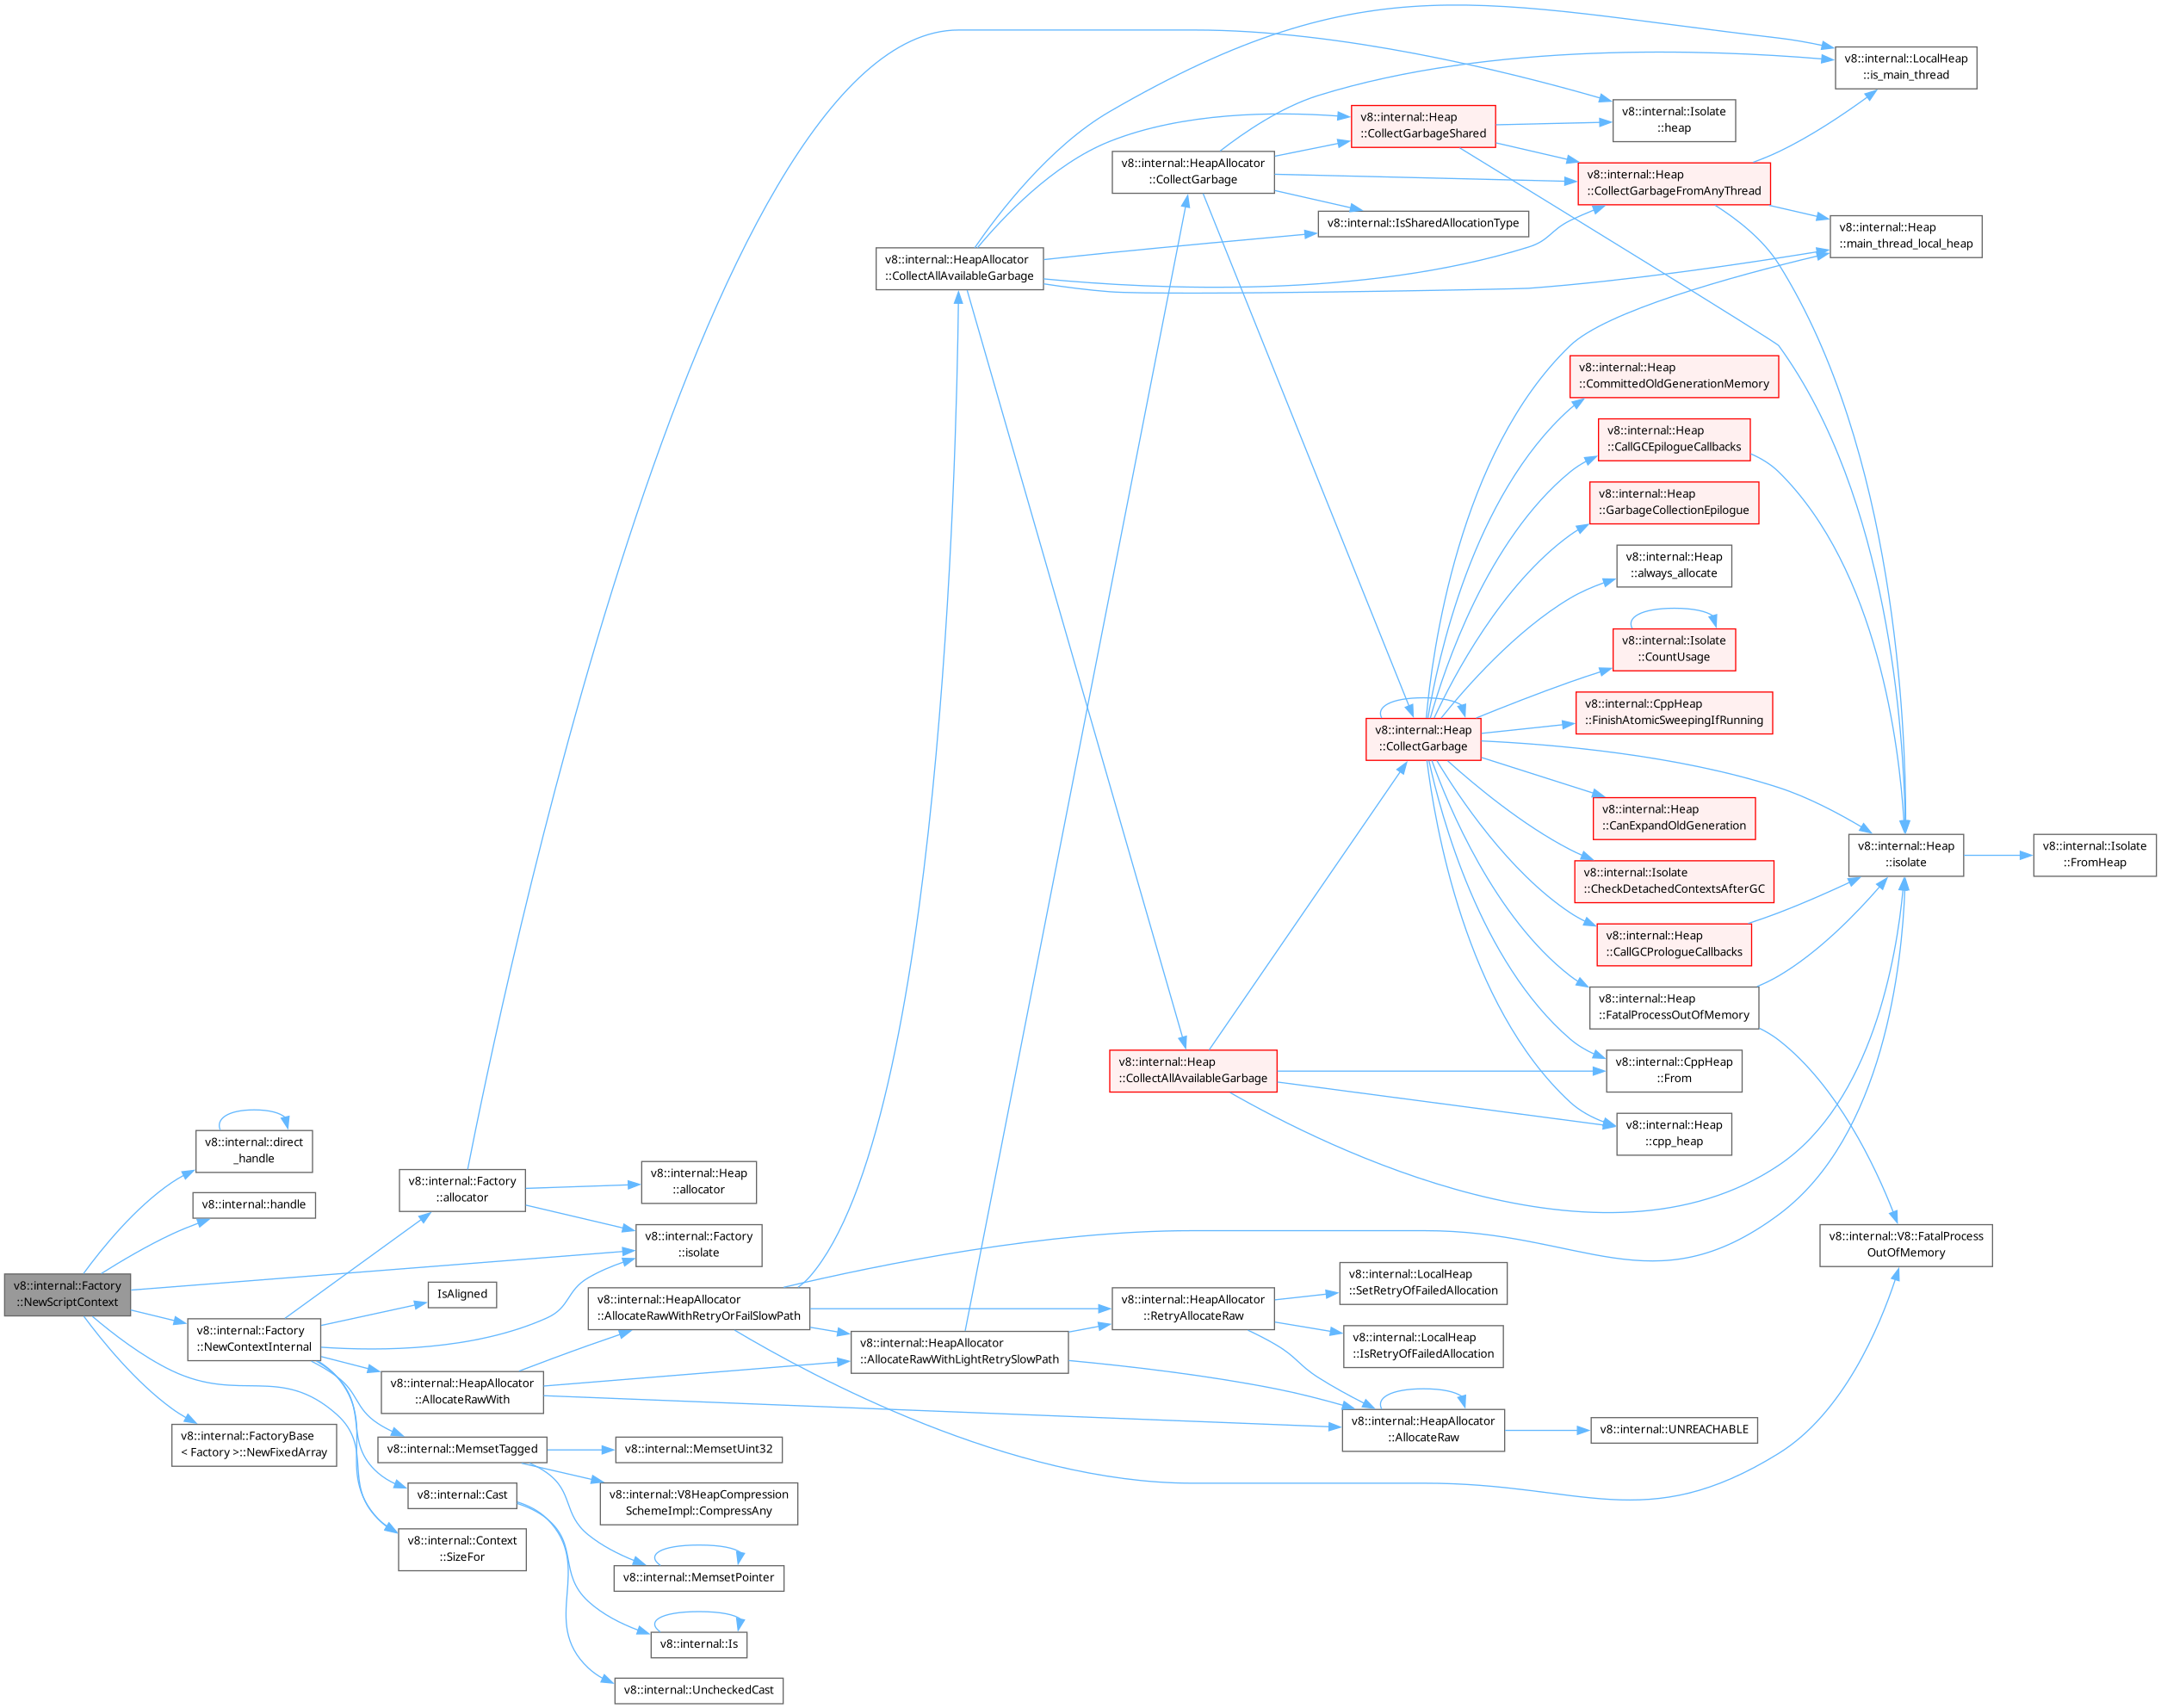 v8::internal::LocalHeap
::is_main_thread
v8::internal::Isolate
::heap
v8::internal::Heap
::CollectGarbageShared
v8::internal::HeapAllocator
::CollectGarbage
v8::internal::Heap
::CollectGarbageFromAnyThread
v8::internal::IsSharedAllocationType
v8::internal::Heap
::main_thread_local_heap
v8::internal::HeapAllocator
::CollectAllAvailableGarbage
v8::internal::Heap
::CommittedOldGenerationMemory
v8::internal::Heap
::CallGCEpilogueCallbacks
v8::internal::Heap
::GarbageCollectionEpilogue
v8::internal::Heap
::always_allocate
v8::internal::Isolate
::CountUsage
v8::internal::CppHeap
::FinishAtomicSweepingIfRunning
v8::internal::Heap
::CollectGarbage
v8::internal::Heap
::CanExpandOldGeneration
v8::internal::Heap
::isolate
v8::internal::Isolate
::FromHeap
v8::internal::Isolate
::CheckDetachedContextsAfterGC
v8::internal::Heap
::CallGCPrologueCallbacks
v8::internal::Heap
::FatalProcessOutOfMemory
v8::internal::Heap
::CollectAllAvailableGarbage
v8::internal::CppHeap
::From
v8::internal::Heap
::cpp_heap
v8::internal::direct
_handle
v8::internal::Factory
::allocator
v8::internal::Heap
::allocator
v8::internal::handle
v8::internal::Factory
::isolate
v8::internal::V8::FatalProcess
OutOfMemory
v8::internal::Factory
::NewScriptContext
IsAligned
v8::internal::HeapAllocator
::AllocateRawWithRetryOrFailSlowPath
v8::internal::HeapAllocator
::RetryAllocateRaw
v8::internal::LocalHeap
::SetRetryOfFailedAllocation
v8::internal::Factory
::NewContextInternal
v8::internal::HeapAllocator
::AllocateRawWithLightRetrySlowPath
v8::internal::LocalHeap
::IsRetryOfFailedAllocation
v8::internal::HeapAllocator
::AllocateRawWith
v8::internal::HeapAllocator
::AllocateRaw
v8::internal::UNREACHABLE
v8::internal::FactoryBase
< Factory >::NewFixedArray
v8::internal::MemsetTagged
v8::internal::MemsetUint32
v8::internal::Cast
v8::internal::V8HeapCompression
SchemeImpl::CompressAny
v8::internal::Context
::SizeFor
v8::internal::MemsetPointer
v8::internal::Is
v8::internal::UncheckedCast